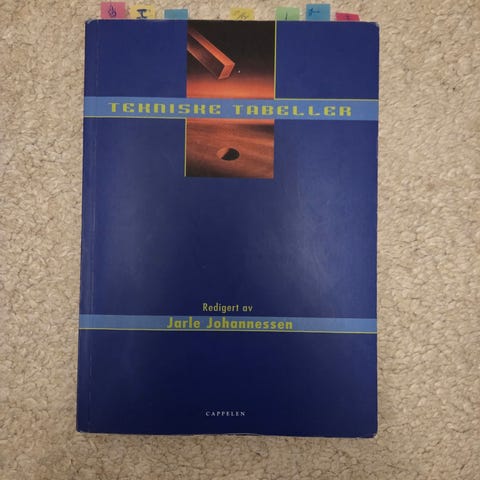 TEKNISKE TABELLER
Redigert av
Jarle Johannessen
CAPPELEN